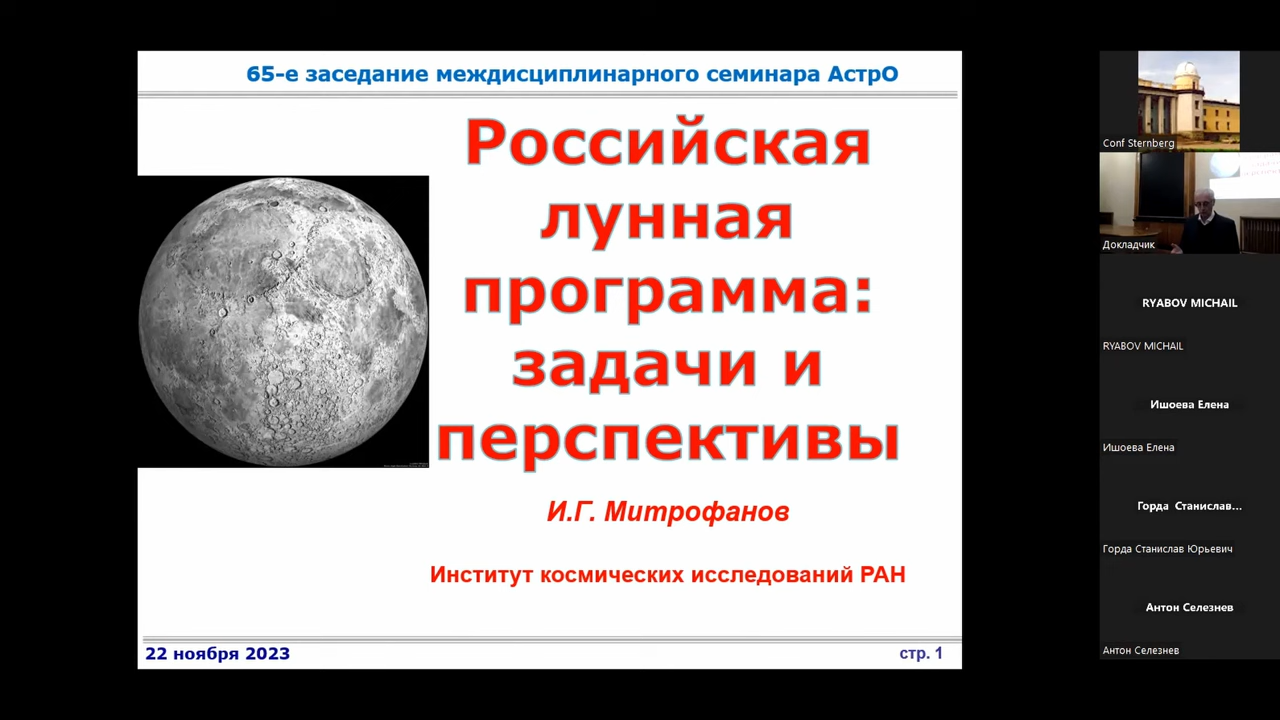 65-е заседание междисциплинарного семинара АстрО
Российская
лунная
программа:
задачи и
перспективы
И.Г. Митрофанов
Институт космических исследований РАН
22 ноября 2023
стр. 1
Conf Sternberg
Докладчик
RYABOV MICHAIL
RYABOV MICHAIL
Ишоева Елена
Ишоева Елена
Горда Станислав...
Горда Станислав Юрьевич
Антон Селезнев
Антон Селезнев